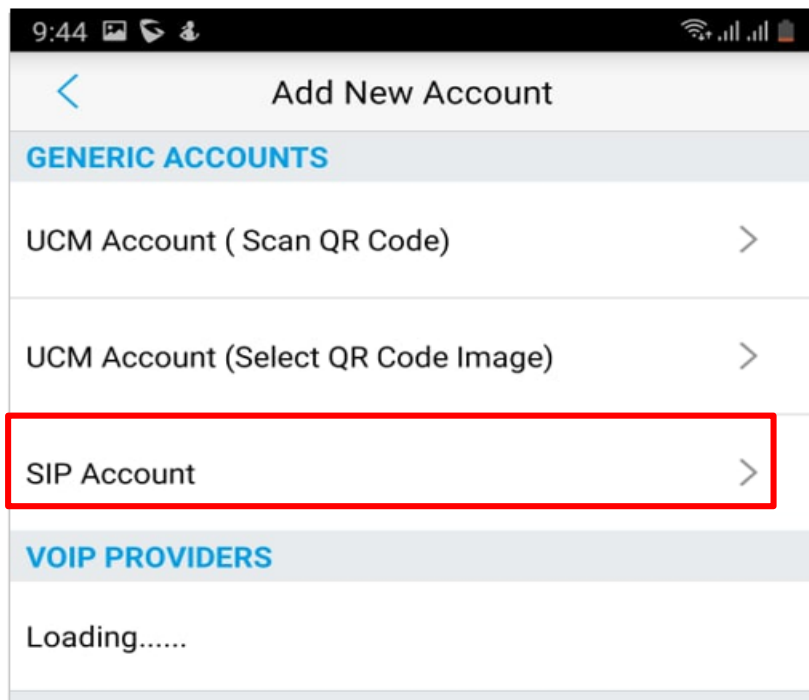 9:44
Add New Account
GENERIC ACCOUNTS
UCM Account ( Scan QR Code)
UCM Account (Select QR Code Image)
SIP Account
VOIP PROVIDERS
Loading......